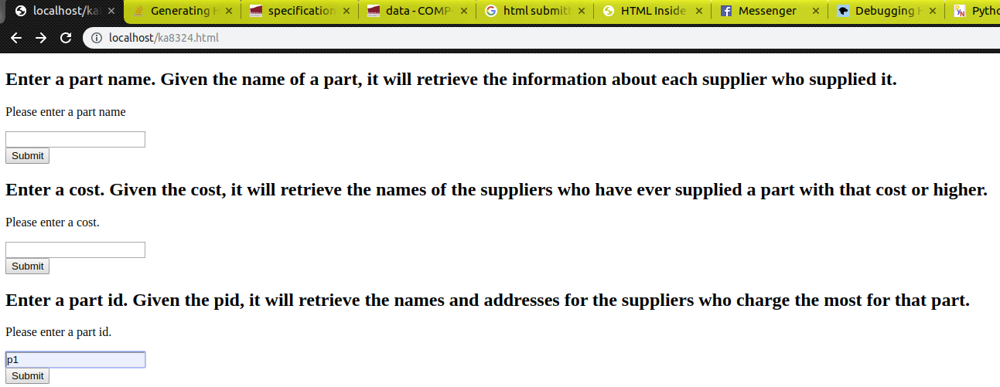 localhost/ka
Generating H
specification
data - COMP-
html submitt
HTML Inside
Messenger
Debugging H
Pytho
localhost/ka8324.html
Enter a part name. Given the name of a part, it will retrieve the information about each supplier who supplied it.
Please enter a part name
Submit
Enter a cost. Given the cost, it will retrieve the names of the suppliers who have ever supplied a part with that cost or higher.
Please enter a cost.
Submit
Enter a part id. Given the pid, it will retrieve the names and addresses for the suppliers who charge the most for that part.
Please enter a part id.
p1
Submit